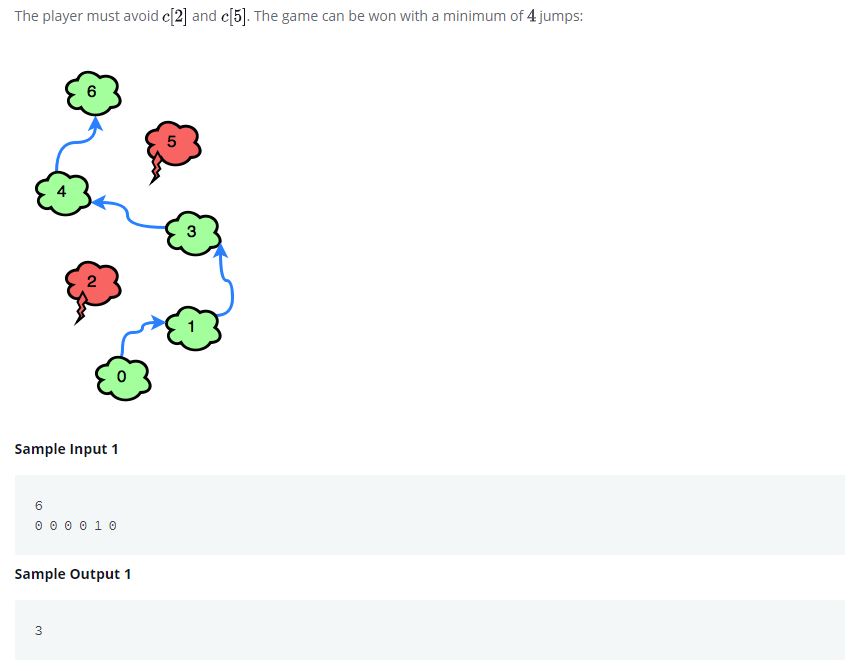 The player must avoid c[2] and c[5]. The game can be won with a minimum of 4 jumps:
6
5
4
3
2
1
0
Sample Input 1
6
0 0 0 0 1 0
Sample Output 1
3